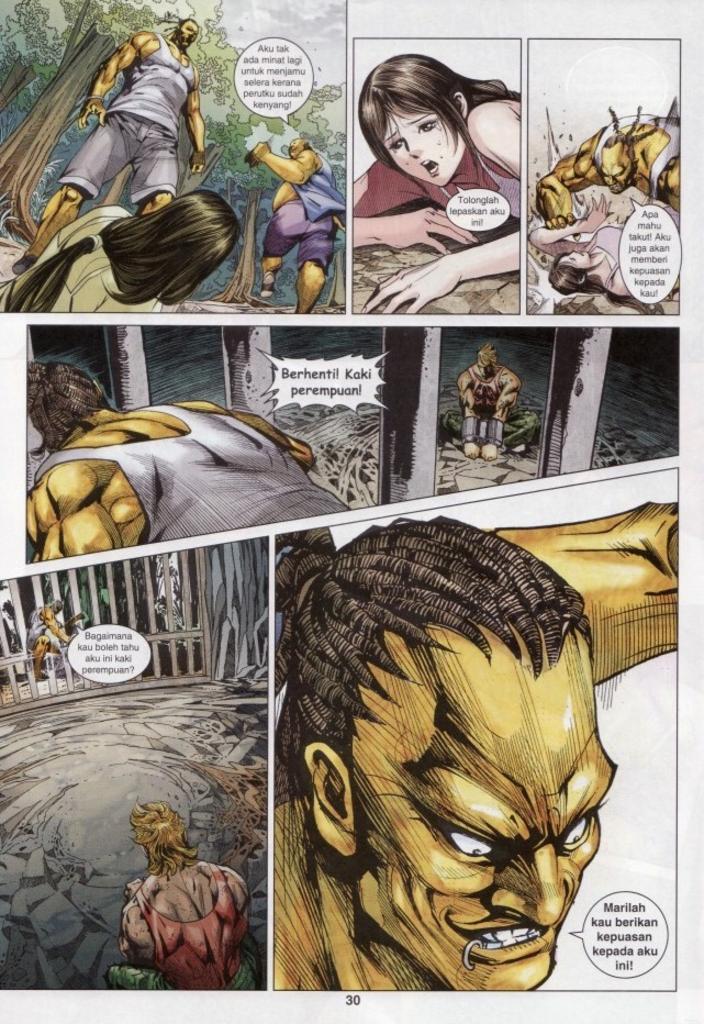 Aku tak
ada minat lagi
untuk menjamu
selera kerana
perutku sudah
kenyang!
Tolonglah
lepaskan aku
ini!
Apa
mahu
takut! Aku
juga akan
memberi
kepuasan
kepada
kau!
Berhenti! Kaki
perempuan!
Bagaimana
kau boleh tahu
aku ini kaki
perempuan?
Marilah
kau berikan
kepuasan
kepada aku
ini!
30